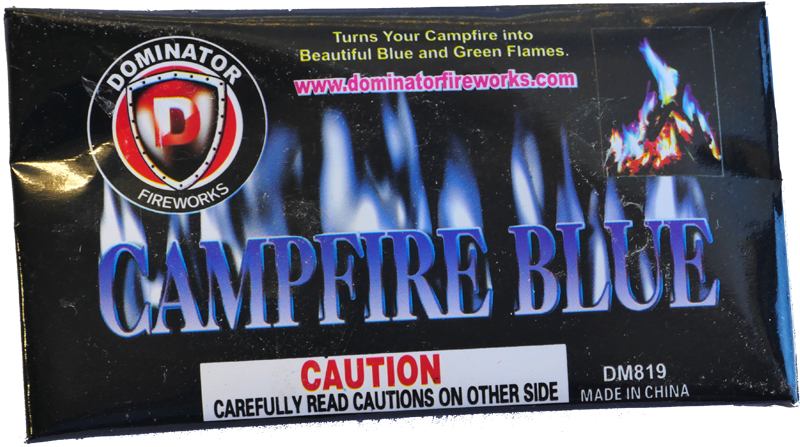 DOMINATOR
D
FIREWORKS
Turns Your Campfire into
Beautiful Blue and Green Flames.
www.dominatorfireworks.com
CAMPFIRE BLUE
CAUTION
CAREFULLY READ CAUTIONS ON OTHER SIDE
DM819
MADE IN CHINA